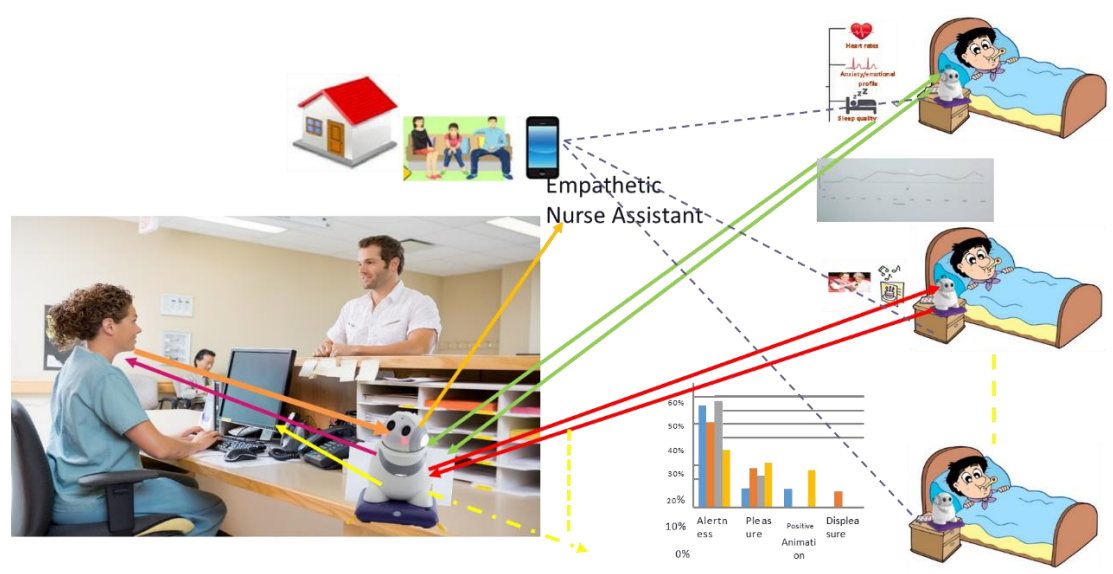 Heart rates
Anxiety/emotional
profile
zzZ
Sleep quality
Empathetic
Nurse Assistant
60%
50%
40%
30%
20%
10%
0%
Alertn
ess
Pleas
ure
Positive
Animati
on
Displea
sure